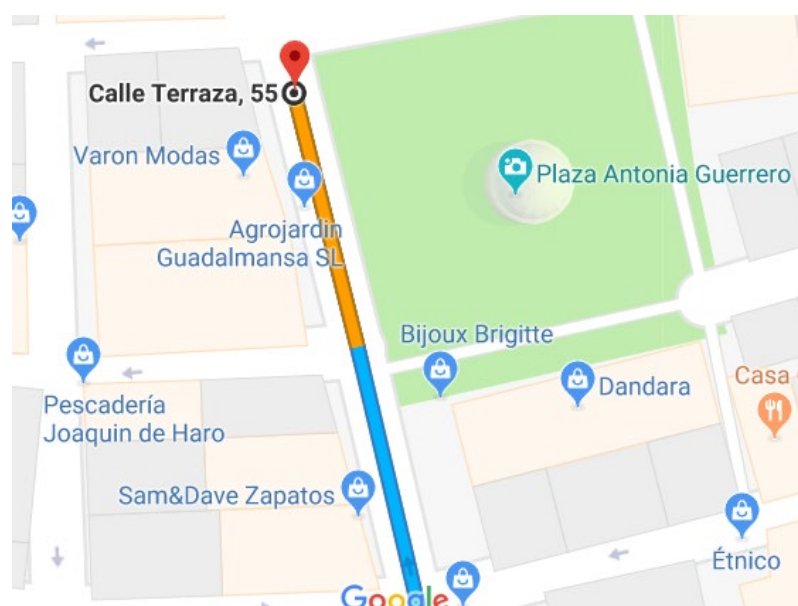 Calle Terraza, 55
Varon Modas
Plaza Antonia Guerrero
Agrojardin
Guadalmansa SL
Bijoux Brigitte
Dandara
Casa
Pescadería
Joaquin de Haro
Sam&Dave Zapatos
Étnico
Google